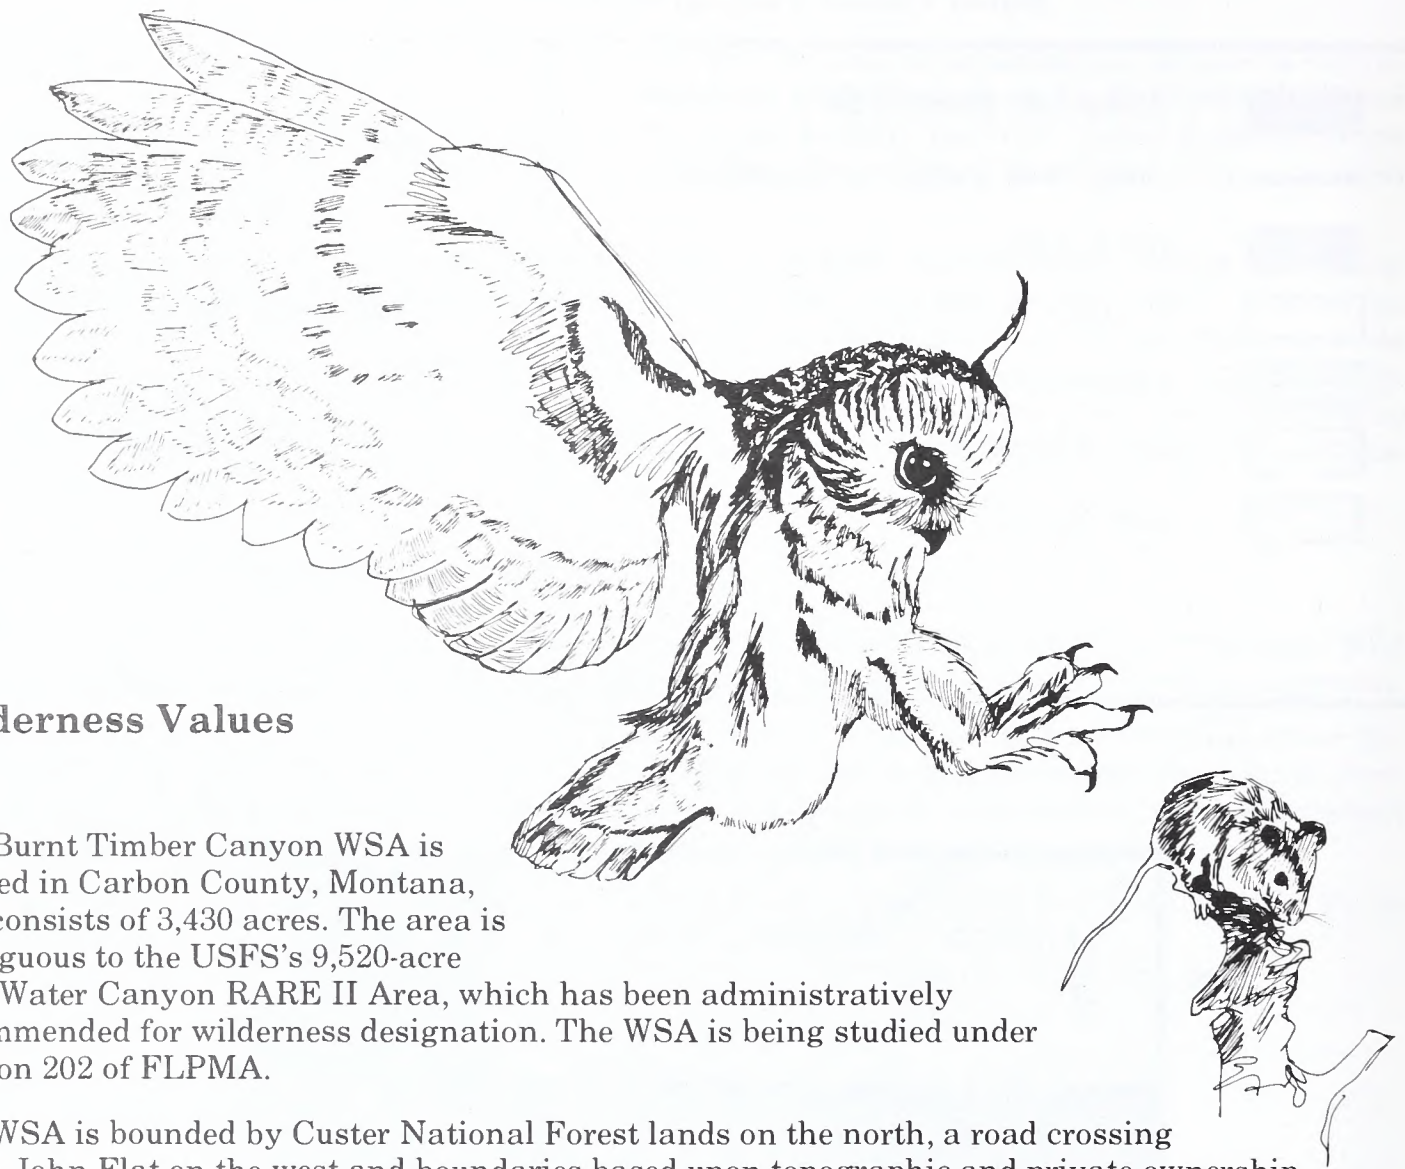 derness Values
Burnt Timber Canyon WSA is
ed in Carbon County, Montana,
consists of 3,430 acres. The area is
guous to the USFS's 9,520-acre
Water Canyon RARE II Area, which has been administratively
mmended for wilderness designation. The WSA is being studied under
on 202 of FLPMA.
WSA is bounded by Custer National Forest lands on the north, a road crossing
John Flat on the west and boundaries based upon topographic and private ownership